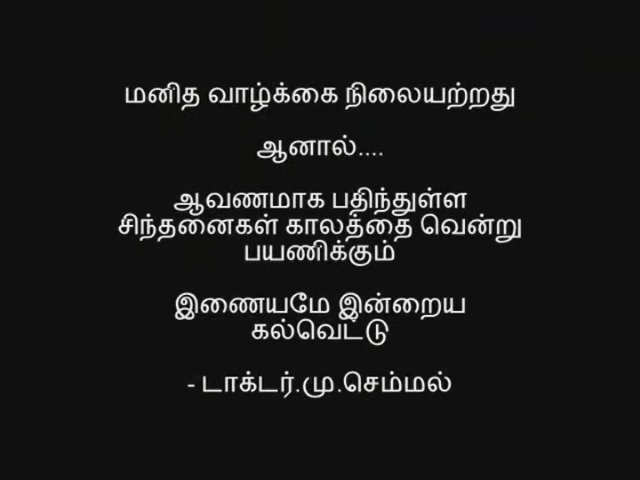 மனித வாழ்க்கை நிலையற்றது
ஆனால்....
ஆவணமாக பதிந்துள்ள
சிந்தனைகள் காலத்தை வென்று
பயணிக்கும்
இணையமே இன்றைய
கல்வெட்டு
- டாக்டர்.மு.செம்மல்